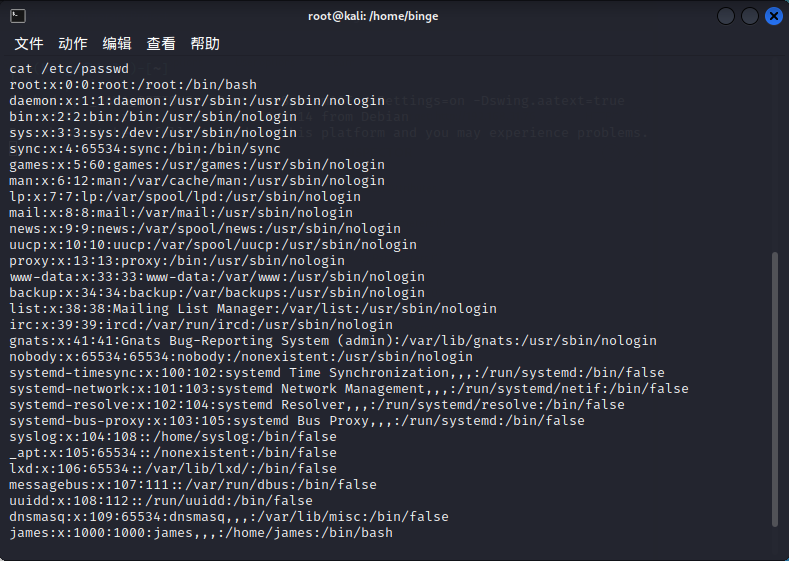 root@kali: /home/binge
文件 动作 编辑 查看 帮助
cat /etc/passwd
root:x:0:0:root:/root:/bin/bash
daemon:x:1:1:daemon:/usr/sbin:/usr/sbin/nologin
bin:x:2:2:bin:/bin:/usr/sbin/nologin
sys:x:3:3:sys:/dev:/usr/sbin/nologin
sync:x:4:65534:sync:/bin:/bin/sync
games:x:5:60:games:/usr/games:/usr/sbin/nologin
man:x:6:12:man:/var/cache/man:/usr/sbin/nologin
lp:x:7:7:lp:/var/spool/lpd:/usr/sbin/nologin
mail:x:8:8:mail:/var/mail:/usr/sbin/nologin
news:x:9:9:news:/var/spool/news:/usr/sbin/nologin
uucp:x:10:10:uucp:/var/spool/uucp:/usr/sbin/nologin
proxy:x:13:13:proxy:/bin:/usr/sbin/nologin
www-data:x:33:33:www-data:/var/www:/usr/sbin/nologin
backup:x:34:34:backup:/var/backups:/usr/sbin/nologin
list:x:38:38:Mailing List Manager:/var/list:/usr/sbin/nologin
irc:x:39:39:ircd:/var/run/ircd:/usr/sbin/nologin
gnats:x:41:41:Gnats Bug-Reporting System (admin):/var/lib/gnats:/usr/sbin/nologin
nobody:x:65534:65534:nobody:/nonexistent:/usr/sbin/nologin
systemd-timesync:x:100:102:systemd Time Synchronization,,,:/run/systemd:/bin/false
systemd-network:x:101:103:systemd Network Management,,,:/run/systemd/netif:/bin/false
systemd-resolve:x:102:104:systemd Resolver,,,:/run/systemd/resolve:/bin/false
systemd-bus-proxy:x:103:105:systemd Bus Proxy,,,:/run/systemd:/bin/false
syslog:x:104:108::/home/syslog:/bin/false
_apt:x:105:65534::/nonexistent:/bin/false
lxd:x:106:65534::/var/lib/lxd/:/bin/false
messagebus:x:107:111::/var/run/dbus:/bin/false
uuidd:x:108:112::/run/uuidd:/bin/false
dnsmasq:x:109:65534:dnsmasq,,,:/var/lib/misc:/bin/false
james:x:1000:1000:james,,,:/home/james:/bin/bash